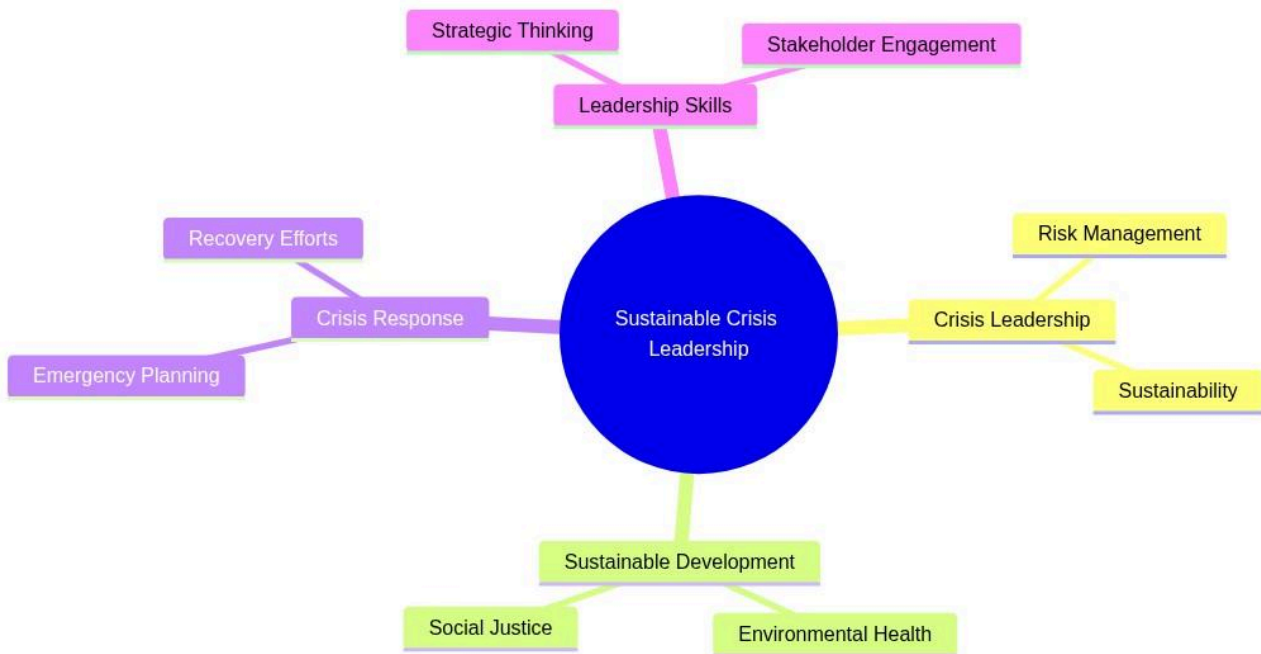 Strategic Thinking
Stakeholder Engagement
Leadership Skills
Recovery Efforts
Risk Management
Crisis Response
Sustainable Crisis
Leadership
Crisis Leadership
Emergency Planning
Sustainability
Sustainable Development
Social Justice
Environmental Health